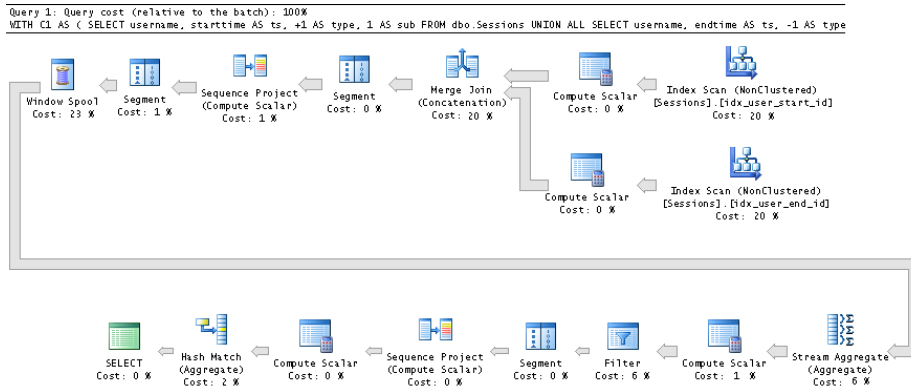 Query 1: Query cost (relative to the batch): 100%
WITH C1 AS ( SELECT username, starttime AS ts, +1 AS type, 1 AS sub FROM dbo.Sessions UNION ALL SELECT username, endtime AS ts, -1 AS type
Window Spool
Cost: 23 %
Segment
Cost: 1 %
Sequence Project
(Compute Scalar)
Cost: 1 %
Segment
Cost: 0 %
Merge Join
(Concatenation)
Cost: 20 %
Compute Scalar
Cost: 0 %
Index Scan (NonClustered)
[Sessions].[idx_user_start_id]
Cost: 20 %
Compute Scalar
Cost: 0 %
Index Scan (NonClustered)
[Sessions].[idx_user_end_id]
Cost: 20 %
SELECT
Cost: 0 %
Hash Match
(Aggregate)
Cost: 2 %
Compute Scalar
Cost: 0 %
Sequence Project
(Compute Scalar)
Cost: 0 %
Segment
Cost: 0 %
Filter
Cost: 6 %
Compute Scalar
Cost: 1 %
Stream Aggregate
(Aggregate)
Cost: 6 %